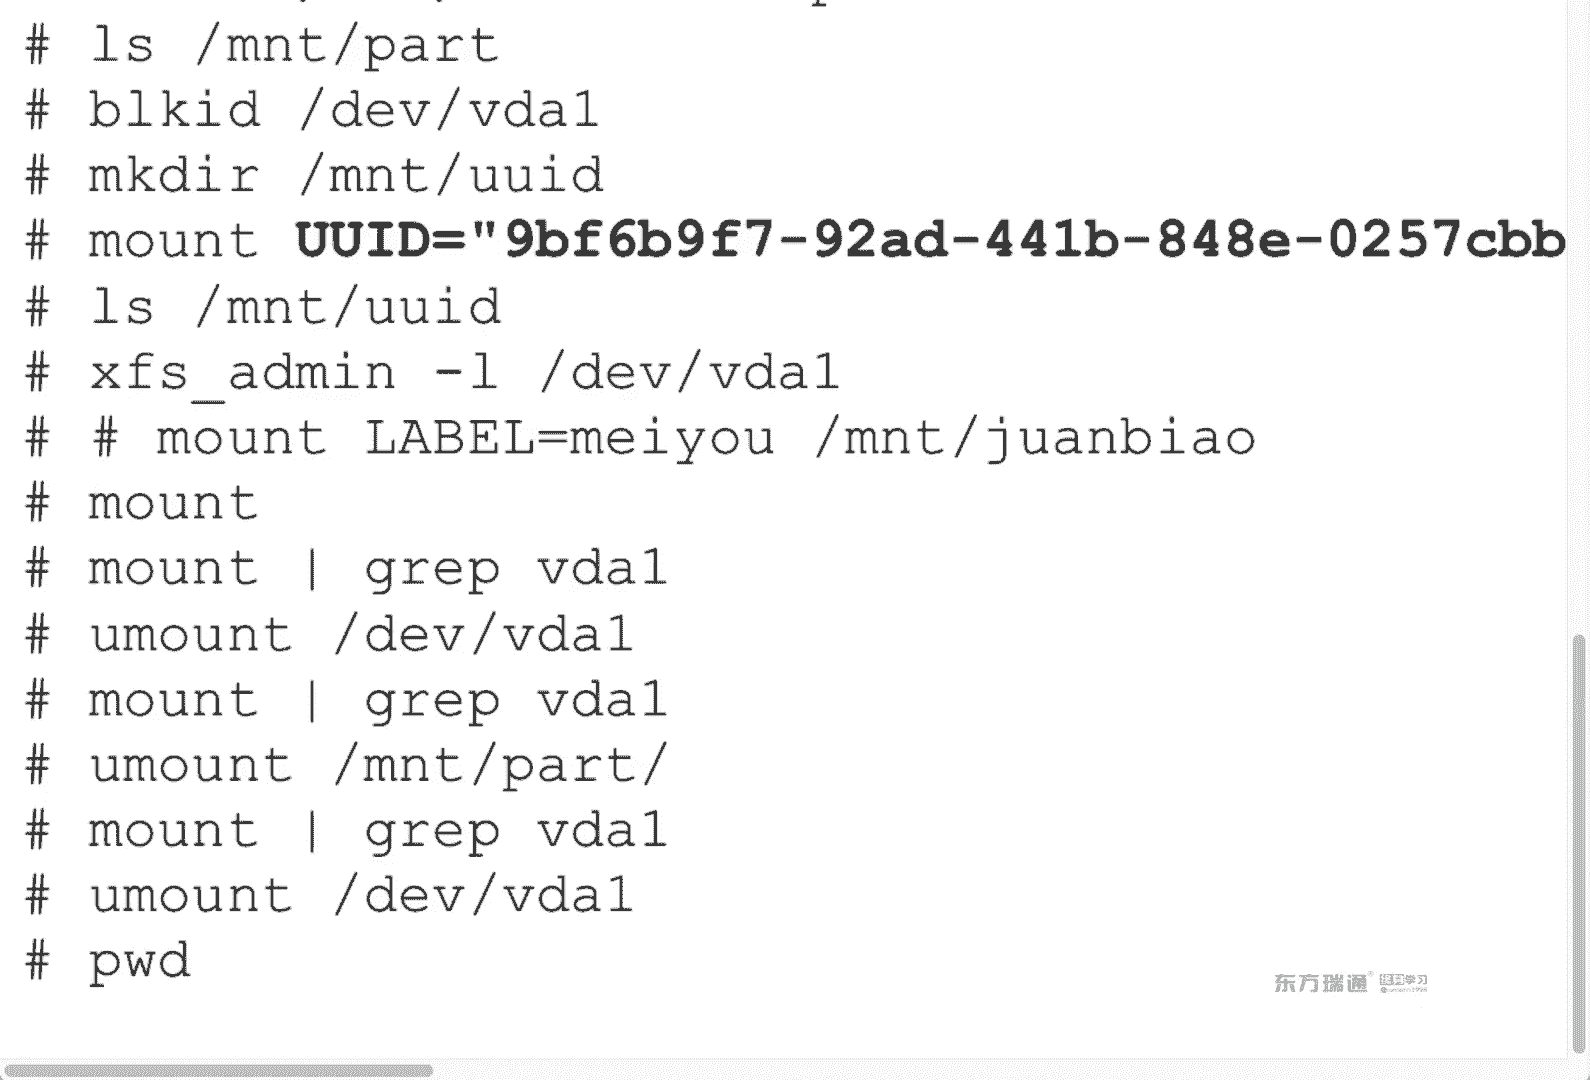 # ls /mnt/part
# blkid /dev/vda1
# mkdir /mnt/uuid
# mount UUID="9bf6b9f7-92ad-441b-848e-0257cbb
# ls /mnt/uuid
# xfs_admin -l /dev/vda1
# # mount LABEL=meiyou /mnt/juanbiao
# mount
# mount | grep vda1
# umount /dev/vda1
# mount | grep vda1
# umount /mnt/part/
# mount | grep vda1
# umount /dev/vda1
# pwd
东方瑞通® 学习